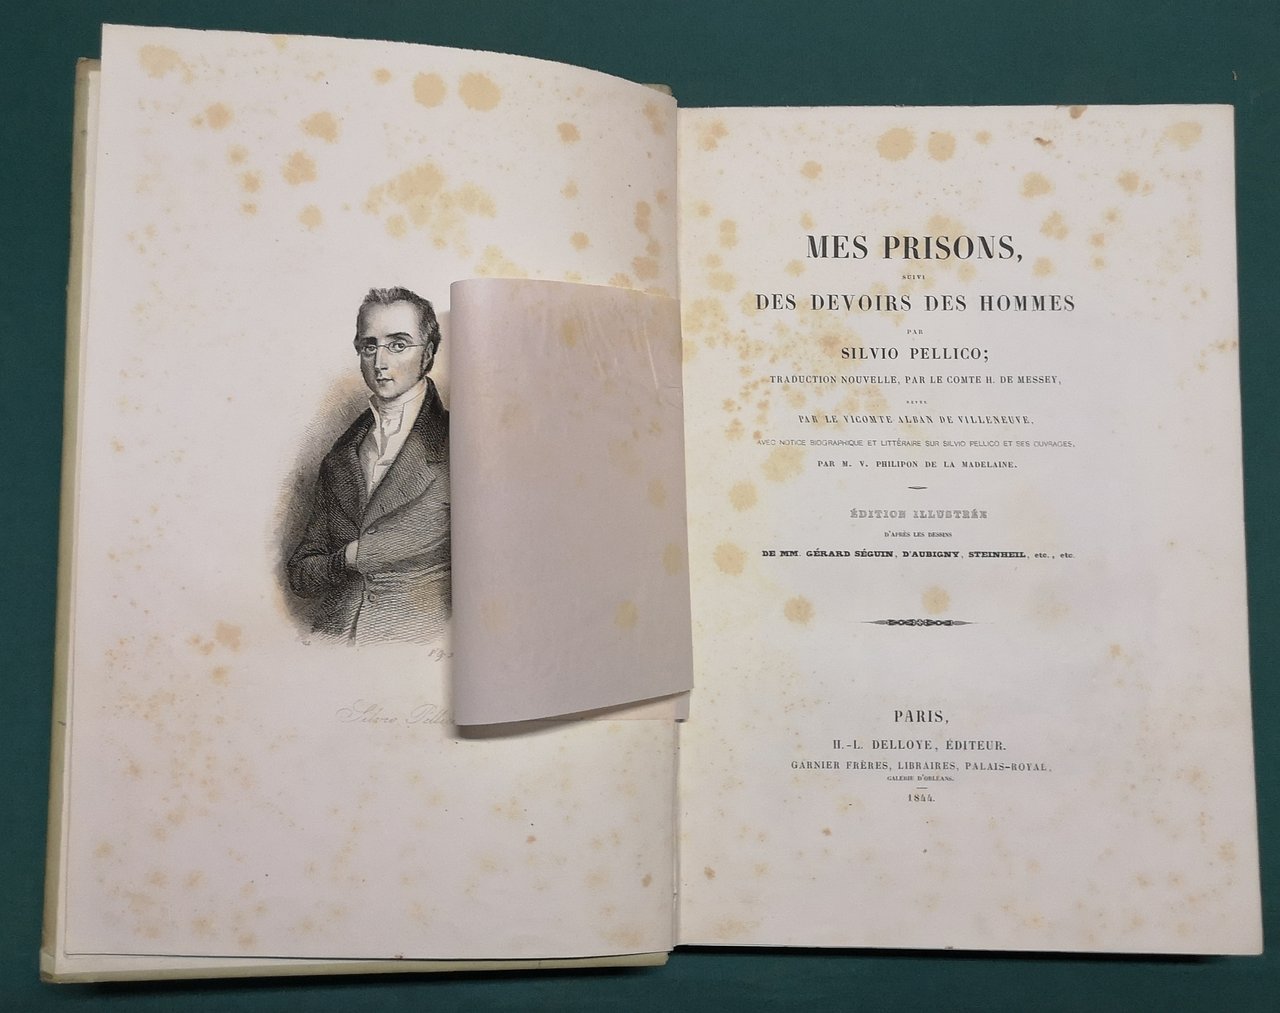 Silvio Pelli
MES PRISONS,
SUIVI
DES DEVOIRS DES HOMMES
PAR
SILVIO PELLICO;
TRADUCTION NOUVELLE, PAR LE COMTE H. DE MESSEY,
REVUE
PAR LE VICOMTE ALBAN DE VILLENEUVE,
AVEC NOTICE BIOGRAPHIQUE ET LITTÉRAIRE SUR SILVIO PELLICO ET SES OUVRAGES,
PAR M. V. PHILIPON DE LA MADELAINE.
ÉDITION ILLUSTRÉE
D'APRÈS LES DESSINS
DE MM. GÉRARD SÉGUIN, D'AUBIGNY, STEINHEIL, etc., etc.
PARIS,
H.-L. DELLOYE, ÉDITEUR.
GARNIER FRÈRES, LIBRAIRES, PALAIS-ROYAL,
GALERIE D'ORLÉANS.
1844.